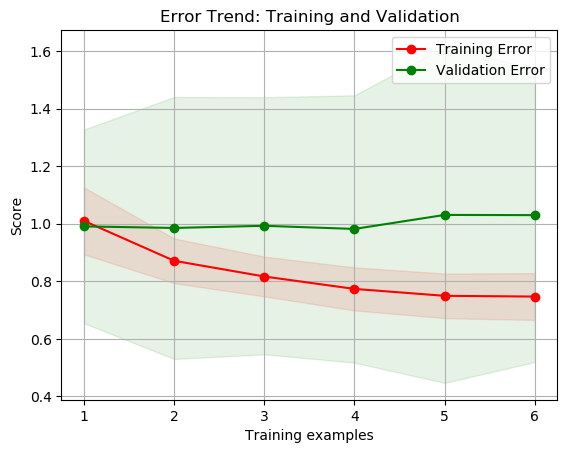 Error Trend: Training and Validation
Training Error
Validation Error
Score
1.6
1.4
1.2
1.0
0.8
0.6
0.4
1 2 3 4 5 6
Training examples